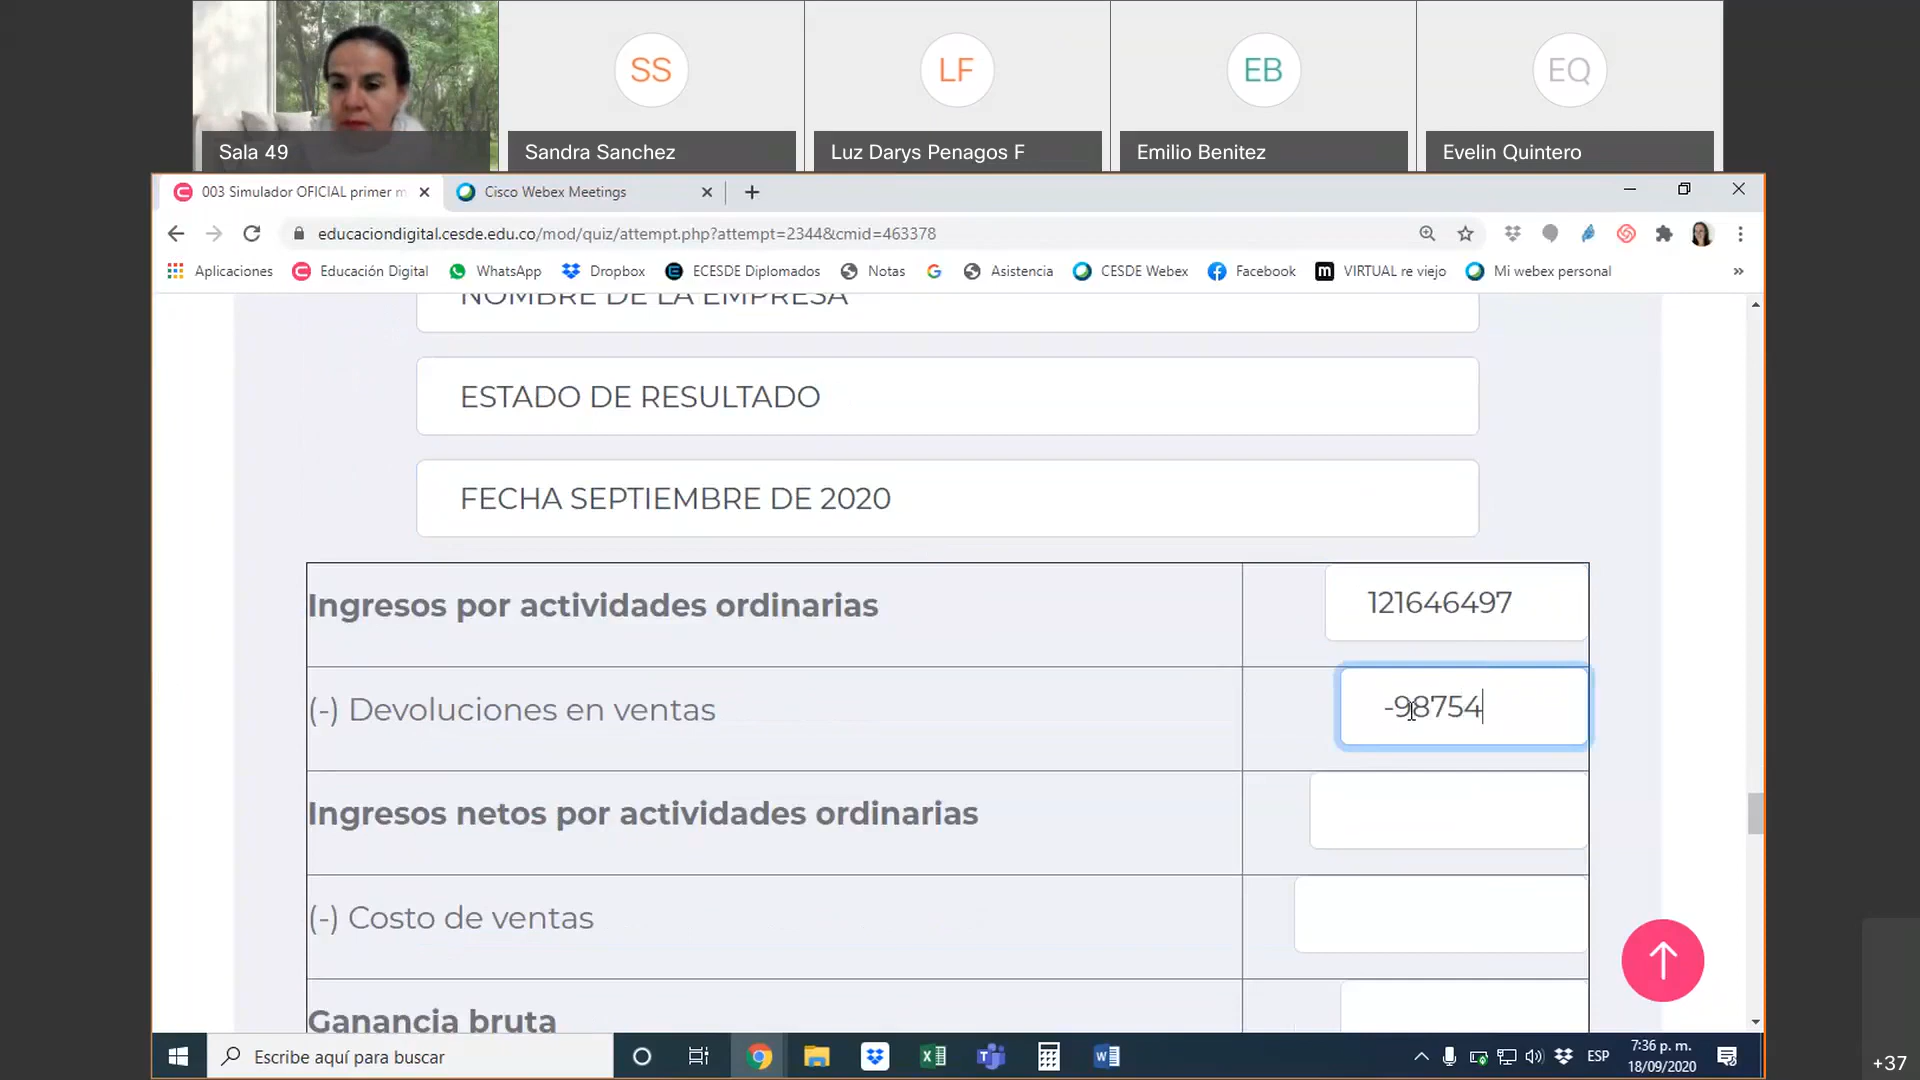 SS
LF
EB
EQ
Sala 49
Sandra Sanchez
Luz Darys Penagos F
Emilio Benitez
Evelin Quintero
003 Simulador OFICIAL primer m
Cisco Webex Meetings
educaciondigital.cesde.edu.co/mod/quiz/attempt.php?attempt=2344&cmid=463378
Aplicaciones
Educación Digital
WhatsApp
Dropbox
ECESDE Diplomados
Notas
Asistencia
CESDE Webex
Facebook
VIRTUAL re viejo
Mi webex personal
»
NOMBRE DE LA EMPRESA
ESTADO DE RESULTADO
FECHA SEPTIEMBRE DE 2020
Ingresos por actividades ordinarias
121646497
(-) Devoluciones en ventas
-98754
Ingresos netos por actividades ordinarias
(-) Costo de ventas
Ganancia bruta
Escribe aquí para buscar
ESP
7:36 p. m.
18/09/2020
+37